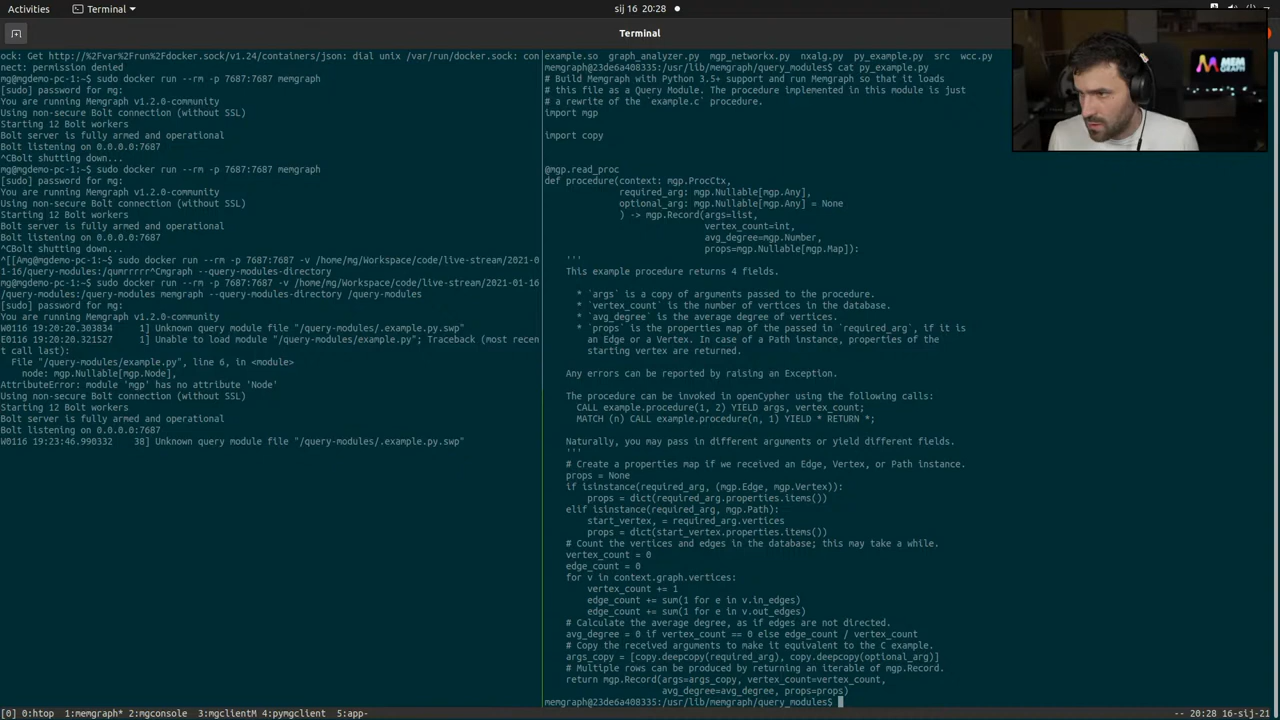 Activities
Terminal
sij 16 20:28
Terminal
ock: Get http://%2Fvar%2Frun%2Fdocker.sock/v1.24/containers/json: dial unix /var/run/docker.sock: con
nect: permission denied
mg@mgdemo-pc-1:~$ sudo docker run --rm -p 7687:7687 memgraph
[sudo] password for mg:
You are running Memgraph v1.2.0-community
Using non-secure Bolt connection (without SSL)
Starting 12 Bolt workers
Bolt server is fully armed and operational
Bolt listening on 0.0.0.0:7687
^CBolt shutting down...
mg@mgdemo-pc-1:~$ sudo docker run --rm -p 7687:7687 memgraph
[sudo] password for mg:
You are running Memgraph v1.2.0-community
Using non-secure Bolt connection (without SSL)
Starting 12 Bolt workers
Bolt server is fully armed and operational
Bolt listening on 0.0.0.0:7687
^CBolt shutting down...
^[[Amg@mgdemo-pc-1:~$ sudo docker run --rm -p 7687:7687 -v /home/mg/Workspace/code/live-stream/2021-0
1-16/query-modules:/qumrrrrr^Cmgraph --query-modules-directory
mg@mgdemo-pc-1:~$ sudo docker run --rm -p 7687:7687 -v /home/mg/Workspace/code/live-stream/2021-01-16
/query-modules:/query-modules memgraph --query-modules-directory /query-modules
[sudo] password for mg:
You are running Memgraph v1.2.0-community
W0116 19:20:20.303834     1] Unknown query module file "/query-modules/.example.py.swp"
E0116 19:20:20.321527     1] Unable to load module "/query-modules/example.py"; Traceback (most recen
t call last):
  File "/query-modules/example.py", line 6, in <module>
    node: mgp.Nullable[mgp.Node],
AttributeError: module 'mgp' has no attribute 'Node'
Using non-secure Bolt connection (without SSL)
Starting 12 Bolt workers
Bolt server is fully armed and operational
Bolt listening on 0.0.0.0:7687
W0116 19:23:46.990332    38] Unknown query module file "/query-modules/.example.py.swp"
example.so  graph_analyzer.py  mgp_networkx.py  nxalg.py  py_example.py  src  wcc.py
memgraph@23de6a408335:/usr/lib/memgraph/query_modules$ cat py_example.py
# Build Memgraph with Python 3.5+ support and run Memgraph so that it loads
# this file as a Query Module. The procedure implemented in this module is just
# a rewrite of the `example.c` procedure.
import mgp
import copy
@mgp.read_proc
def procedure(context: mgp.ProcCtx,
              required_arg: mgp.Nullable[mgp.Any],
              optional_arg: mgp.Nullable[mgp.Any] = None
              ) -> mgp.Record(args=list,
                              vertex_count=int,
                              avg_degree=mgp.Number,
                              props=mgp.Nullable[mgp.Map]):
    '''
    This example procedure returns 4 fields.
      * `args` is a copy of arguments passed to the procedure.
      * `vertex_count` is the number of vertices in the database.
      * `avg_degree` is the average degree of vertices.
      * `props` is the properties map of the passed in `required_arg`, if it is
        an Edge or a Vertex. In case of a Path instance, properties of the
        starting vertex are returned.
    Any errors can be reported by raising an Exception.
    The procedure can be invoked in openCypher using the following calls:
      CALL example.procedure(1, 2) YIELD args, vertex_count;
      MATCH (n) CALL example.procedure(n, 1) YIELD * RETURN *;
    Naturally, you may pass in different arguments or yield different fields.
    '''
    # Create a properties map if we received an Edge, Vertex, or Path instance.
    props = None
    if isinstance(required_arg, (mgp.Edge, mgp.Vertex)):
        props = dict(required_arg.properties.items())
    elif isinstance(required_arg, mgp.Path):
        start_vertex, = required_arg.vertices
        props = dict(start_vertex.properties.items())
    # Count the vertices and edges in the database; this may take a while.
    vertex_count = 0
    edge_count = 0
    for v in context.graph.vertices:
        vertex_count += 1
        edge_count += sum(1 for e in v.in_edges)
        edge_count += sum(1 for e in v.out_edges)
    # Calculate the average degree, as if edges are not directed.
    avg_degree = 0 if vertex_count == 0 else edge_count / vertex_count
    # Copy the received arguments to make it equivalent to the C example.
    args_copy = [copy.deepcopy(required_arg), copy.deepcopy(optional_arg)]
    # Multiple rows can be produced by returning an iterable of mgp.Record.
    return mgp.Record(args=args_copy, vertex_count=vertex_count,
                      avg_degree=avg_degree, props=props)
memgraph@23de6a408335:/usr/lib/memgraph/query_modules$
MEM
GRAPH
[0] 0:htop  1:memgraph* 2:mgconsole  3:mgclientM 4:pymgclient  5:app-
-- 20:28 16-sij-21